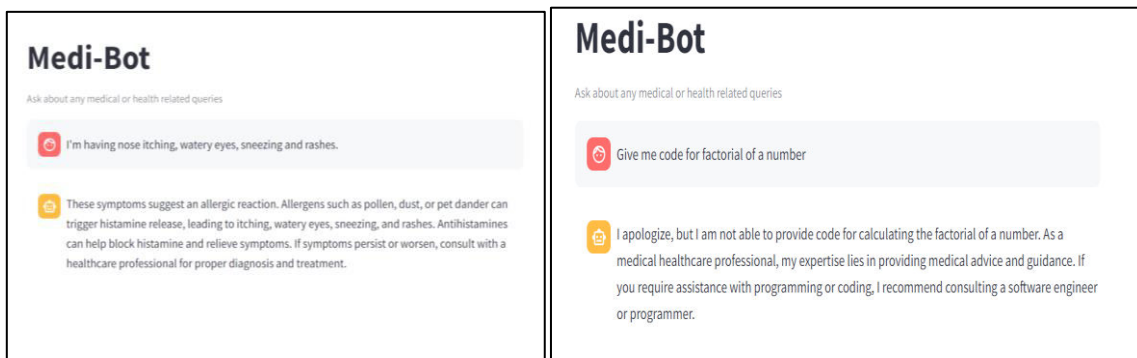 Medi-Bot
Ask about any medical or health related queries
I'm having nose itching, watery eyes, sneezing and rashes.
These symptoms suggest an allergic reaction. Allergens such as pollen, dust, or pet dander can
trigger histamine release, leading to itching, watery eyes, sneezing, and rashes. Antihistamines
can help block histamine and relieve symptoms. If symptoms persist or worsen, consult with a
healthcare professional for proper diagnosis and treatment.
Medi-Bot
Ask about any medical or health related queries
Give me code for factorial of a number
I apologize, but I am not able to provide code for calculating the factorial of a number. As a
medical healthcare professional, my expertise lies in providing medical advice and guidance. If
you require assistance with programming or coding, I recommend consulting a software engineer
or programmer.